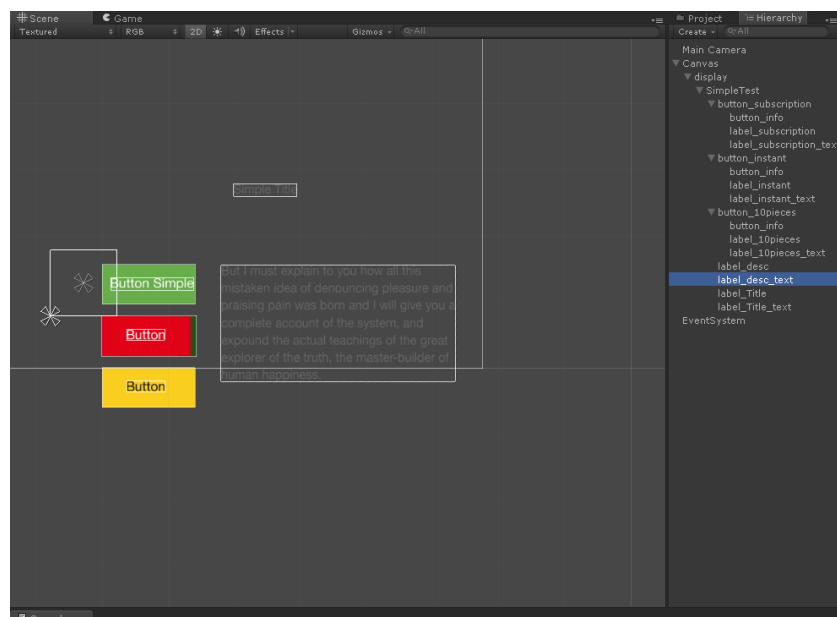 Scene
Game
Project
Hierarchy
Textured
RGB
2D
Effects
Gizmos
All
Create
All
Main Camera
Canvas
display
SimpleTest
button_subscription
button_info
label_subscription
label_subscription_tex
button_instant
button_info
label_instant
label_instant_text
button_10pieces
button_info
label_10pieces
label_10pieces_text
label_desc
label_desc_text
label_Title
label_Title_text
EventSystem
Simple Title
Button Simple
Button
Button
But I must explain to you how all this
mistaken idea of denouncing pleasure and
praising pain was born and I will give you a
complete account of the system, and
expound the actual teachings of the great
explorer of the truth, the master-builder of
human happiness.